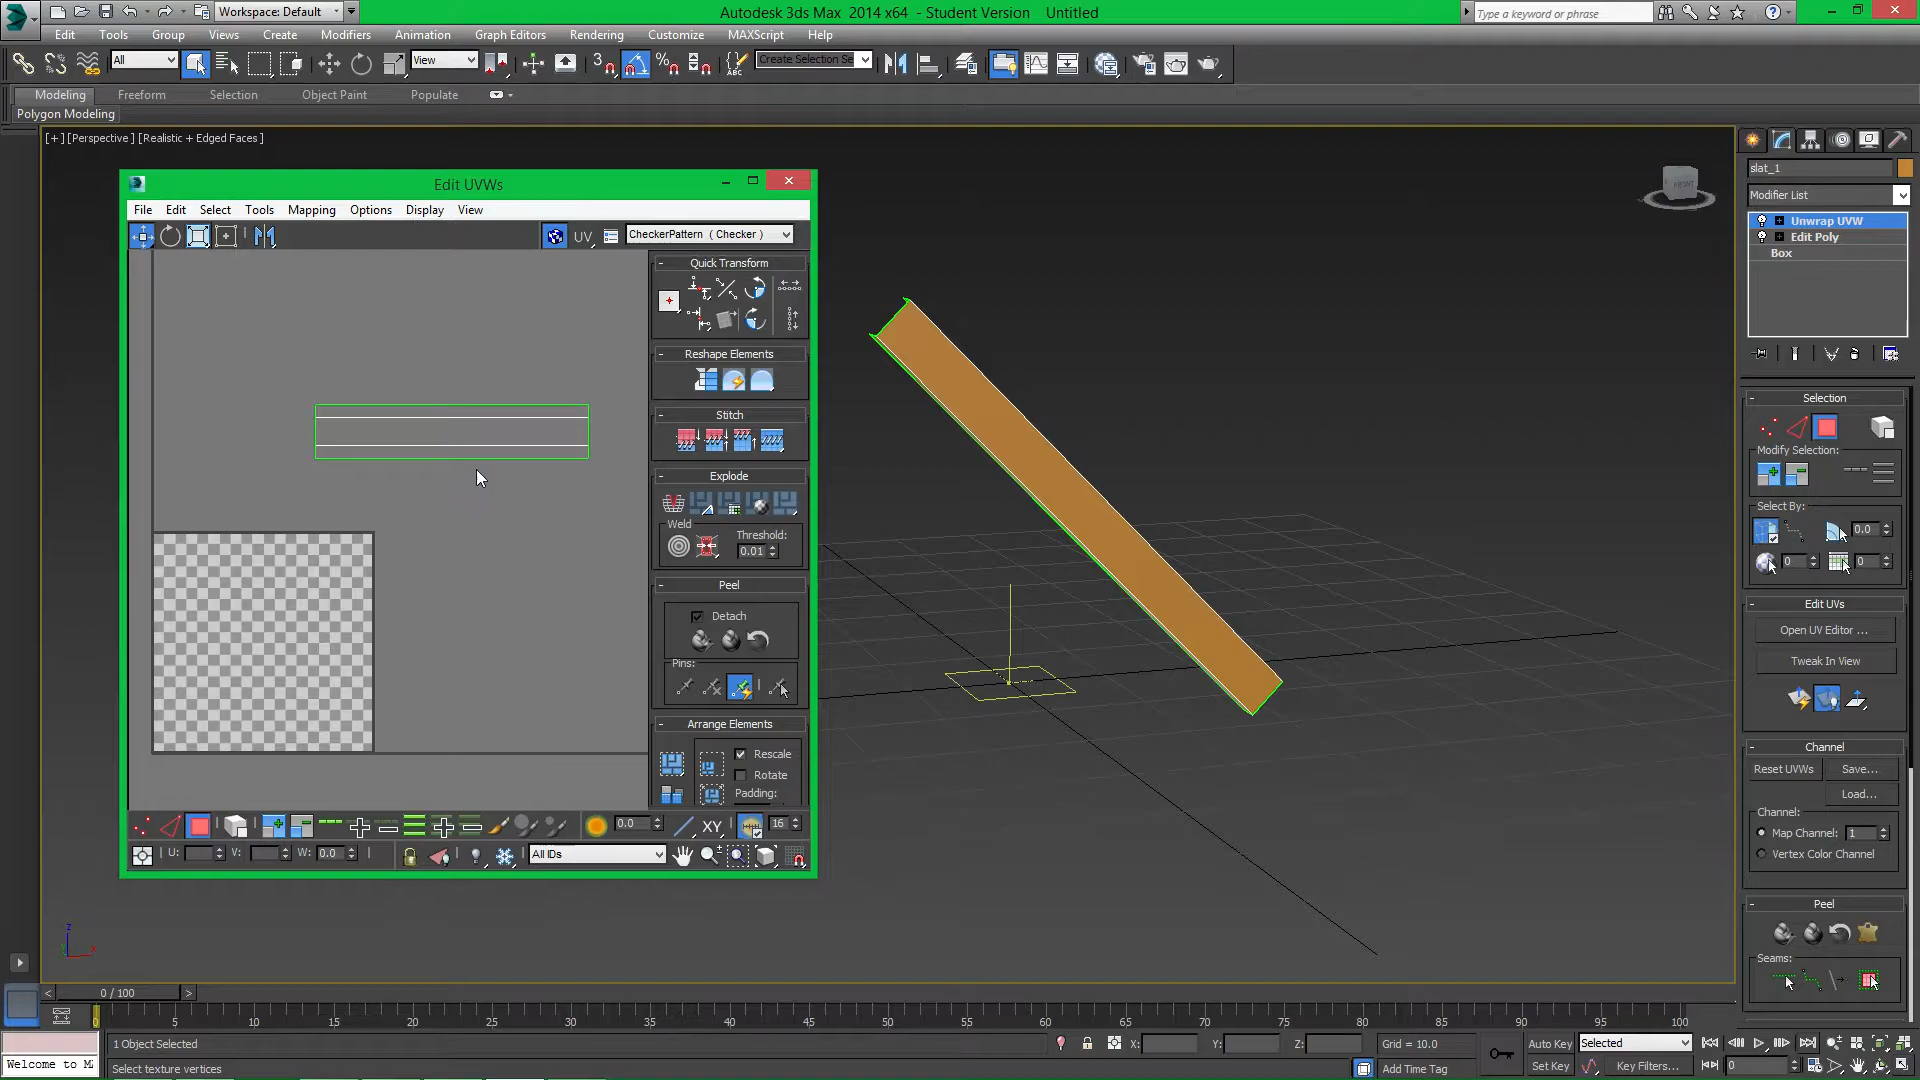 Workspace: Default
Autodesk 3ds Max  2014 x64  - Student Version    Untitled
Type a keyword or phrase
Edit
Tools
Group
Views
Create
Modifiers
Animation
Graph Editors
Rendering
Customize
MAXScript
Help
All
View
3
Create Selection Se
Modeling
Freeform
Selection
Object Paint
Populate
Polygon Modeling
[+] [Perspective ] [Realistic + Edged Faces ]
Edit UVWs
File
Edit
Select
Tools
Mapping
Options
Display
View
UV
CheckerPattern  ( Checker )
Quick Transform
Reshape Elements
Stitch
Explode
Weld
Threshold:
0.01
Peel
Detach
Pins:
Arrange Elements
Rescale
Rotate
Padding:
0.0
XY
16
U:
V:
W:
0.0
All IDs
FRONT
slat_1
Modifier List
Unwrap UVW
Edit Poly
Box
Selection
Modify Selection:
Select By:
0.0
0
0
Edit UVs
Open UV Editor ...
Tweak In View
Channel
Reset UVWs
Save...
Load...
Channel:
Map Channel:
1
Vertex Color Channel
Peel
Seams:
z
x
0 / 100
0
5
10
15
20
25
30
35
40
45
50
55
60
65
70
75
80
85
90
95
100
1 Object Selected
X:
Y:
Z:
Grid = 10.0
Auto Key
Selected
Welcome to M
Select texture vertices
Add Time Tag
Set Key
Key Filters...
0